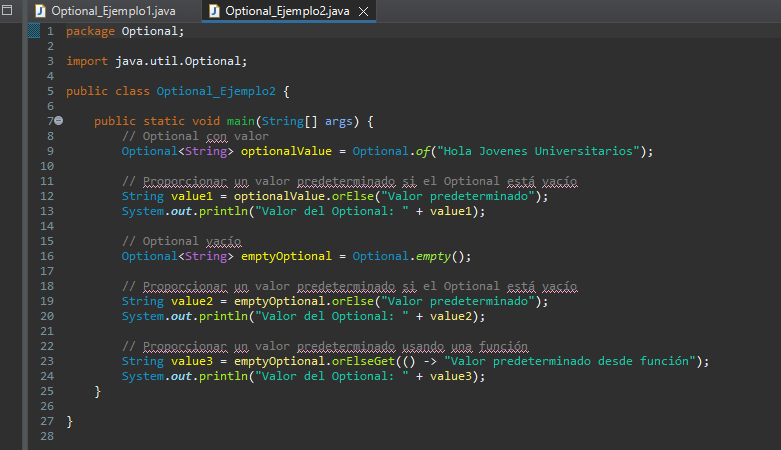 Optional_Ejemplo1.java Optional_Ejemplo2.java
1 package Optional;
2
3 import java.util.Optional;
4
5 public class Optional_Ejemplo2 {
6
7 public static void main(String[] args) {
8 // Optional con valor
9 Optional<String> optionalValue = Optional.of("Hola Jovenes Universitarios");
10
11 // Proporcionar un valor predeterminado si el Optional está vacío
12 String value1 = optionalValue.orElse("Valor predeterminado");
13 System.out.println("Valor del Optional: " + value1);
14
15 // Optional vacío
16 Optional<String> emptyOptional = Optional.empty();
17
18 // Proporcionar un valor predeterminado si el Optional está vacío
19 String value2 = emptyOptional.orElse("Valor predeterminado");
20 System.out.println("Valor del Optional: " + value2);
21
22 // Proporcionar un valor predeterminado usando una función
23 String value3 = emptyOptional.orElseGet(() -> "Valor predeterminado desde función");
24 System.out.println("Valor del Optional: " + value3);
25 }
26
27 }
28